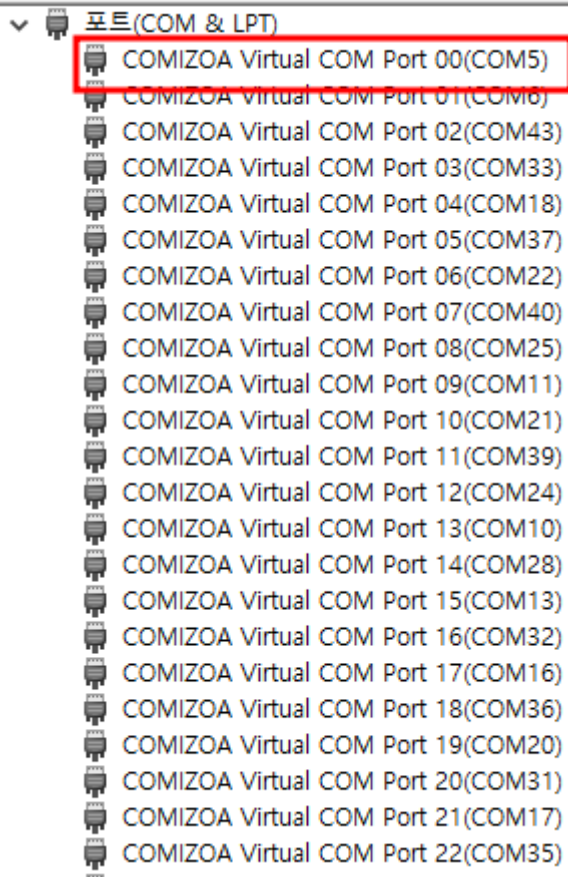 포트(COM & LPT)
COMIZOA Virtual COM Port 00(COM5)
COMIZOA Virtual COM Port 01(COM6)
COMIZOA Virtual COM Port 02(COM43)
COMIZOA Virtual COM Port 03(COM33)
COMIZOA Virtual COM Port 04(COM18)
COMIZOA Virtual COM Port 05(COM37)
COMIZOA Virtual COM Port 06(COM22)
COMIZOA Virtual COM Port 07(COM40)
COMIZOA Virtual COM Port 08(COM25)
COMIZOA Virtual COM Port 09(COM11)
COMIZOA Virtual COM Port 10(COM21)
COMIZOA Virtual COM Port 11(COM39)
COMIZOA Virtual COM Port 12(COM24)
COMIZOA Virtual COM Port 13(COM10)
COMIZOA Virtual COM Port 14(COM28)
COMIZOA Virtual COM Port 15(COM13)
COMIZOA Virtual COM Port 16(COM32)
COMIZOA Virtual COM Port 17(COM16)
COMIZOA Virtual COM Port 18(COM36)
COMIZOA Virtual COM Port 19(COM20)
COMIZOA Virtual COM Port 20(COM31)
COMIZOA Virtual COM Port 21(COM17)
COMIZOA Virtual COM Port 22(COM35)